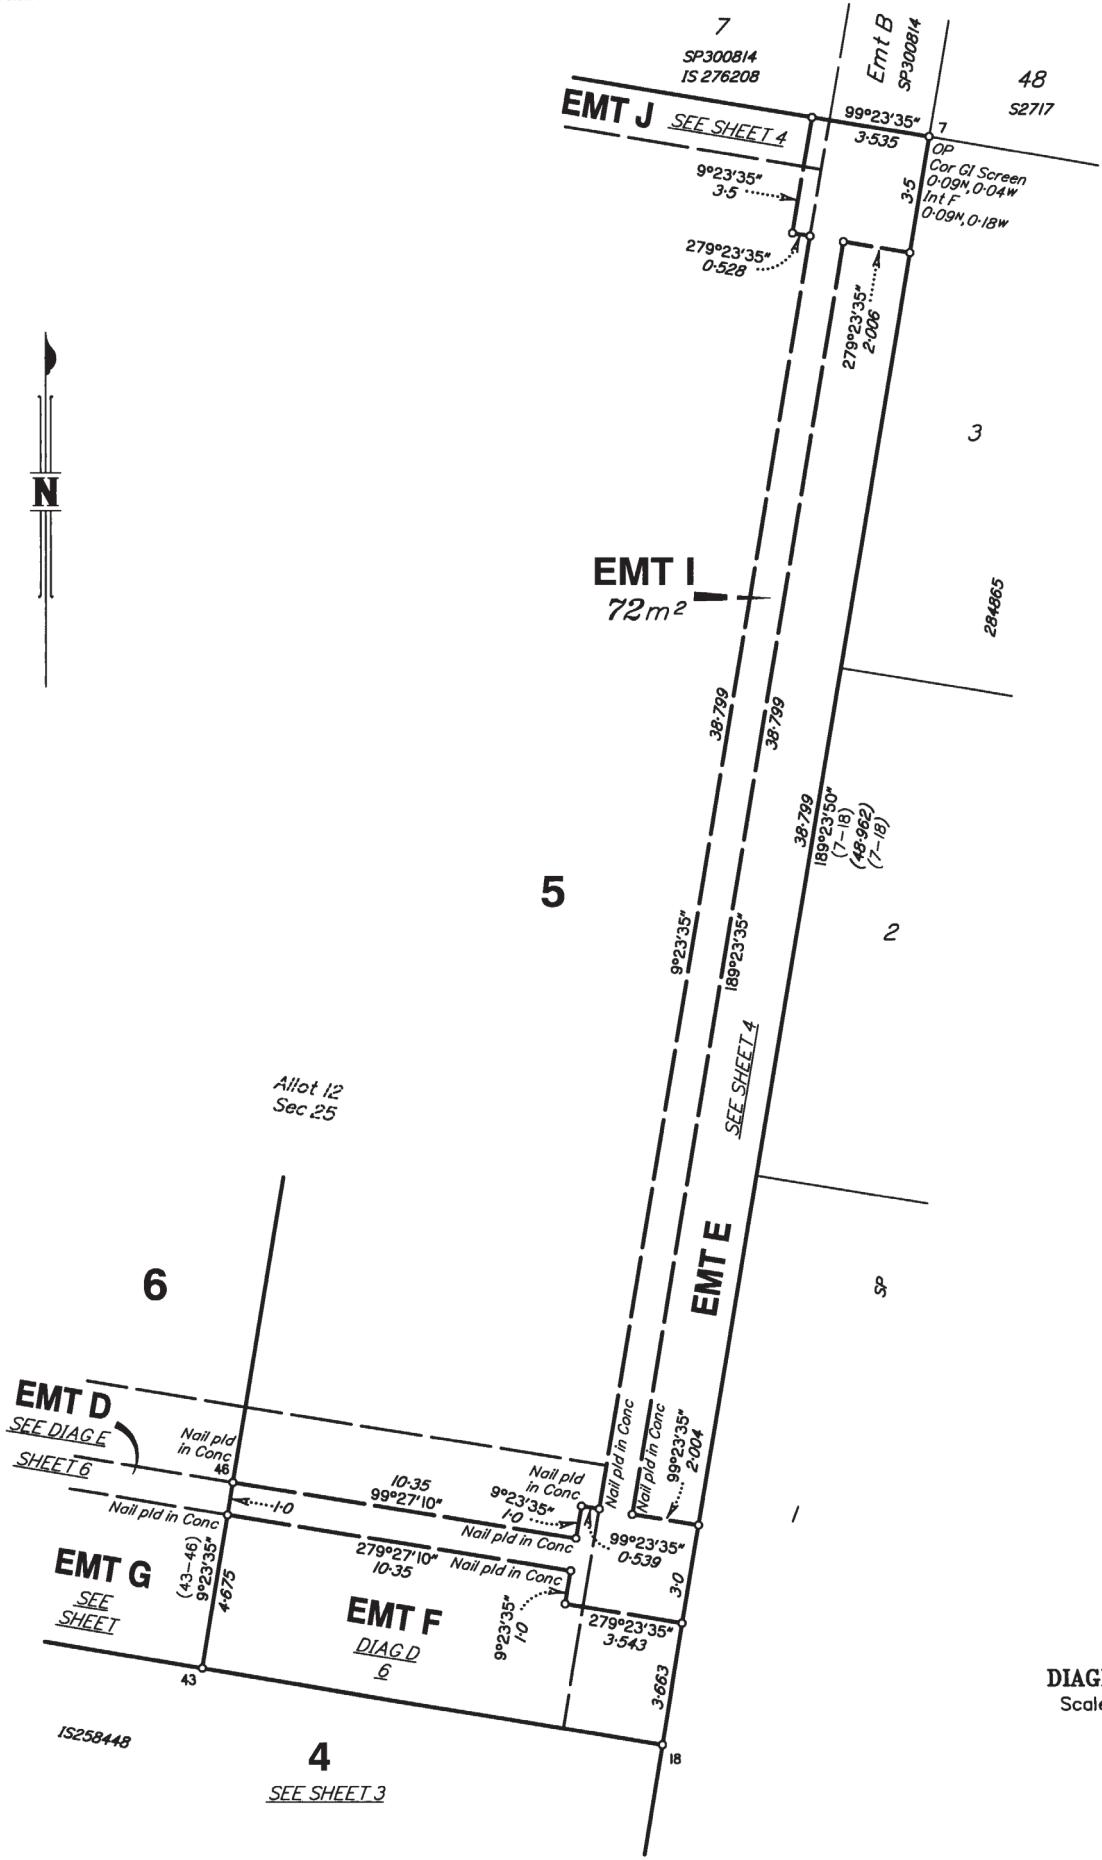 7
SP300814
IS 276208
Emt B
SP300814
48
S2717
EMT J
SEE SHEET 4
99°23'35"
3·535
7
OP
Cor GI Screen
0·09N, 0·04W
Int F
0·09N, 0·18W
3·5
9°23'35"
3·5
279°23'35"
0·528
279°23'35"
2·006
3
N
EMT I
72m²
284865
38·799
38·799
38·799
189°23'50"
(7-18)
(48·962)
(7-18)
5
2
9°23'35"
189°23'35"
SEE SHEET 4
Allot 12
Sec 25
EMT E
6
SP
EMT D
SEE DIAG E
SHEET 6
Nail pld
in Conc
46
10·35
99°27'10"
Nail pld
in Conc
Nail pld in Conc
Nail pld in Conc
99°23'35"
2·004
9°23'35"
1·0
1·0
Nail pld in Conc
Nail pld in Conc
99°23'35"
0·539
1
279°27'10"
10·35
Nail pld in Conc
EMT G
SEE
SHEET
(43-46)
9°23'35"
4·675
EMT F
DIAG D
6
9°23'35"
1·0
279°23'35"
3·543
3·0
3·663
43
DIAG
Scale
IS258448
4
SEE SHEET 3
18